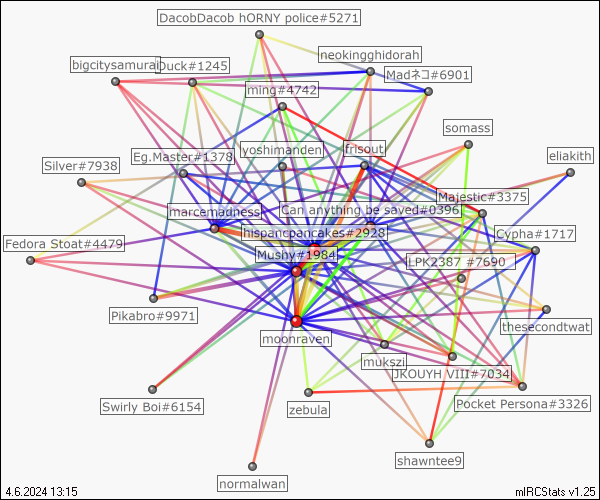 DacobDacob hORNY police#5271
neokingghidorah
bigcitysamurai
Duck#1245
Madネコ#6901
ming#4742
somass
yoshimanden
frisout
Eg.Master#1378
eliakith
Silver#7938
Majestic#3375
marcemadness
Can anything be saved#0396
hispancpancakes#2928
Cypha#1717
Fedora Stoat#4479
Mushy#1984
LPK2387 #7690
Pikabro#9971
thesecondtwat
moonraven
mukszi
JKOUYH VIII#7034
Swirly Boi#6154
zebula
Pocket Persona#3326
shawntee9
normalwan
4.6.2024 13:15
mIRCStats v1.25